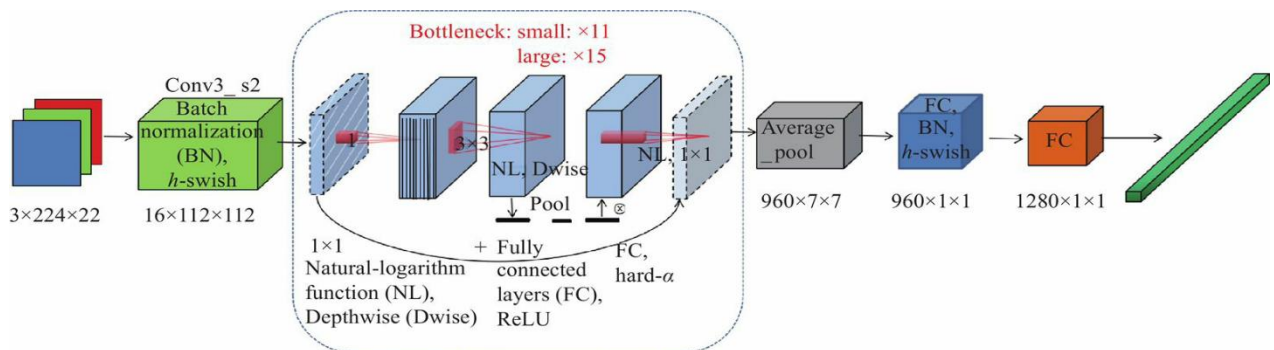 Bottleneck: small: ×11
large: ×15
Conv3_ s2
Batch
normalization
(BN),
h-swish
1
3×3
NL, Dwise
NL, 1×1
Average
_pool
FC,
BN,
h-swish
FC
3×224×22
16×112×112
Pool
⊗
960×7×7
960×1×1
1280×1×1
1×1
Natural-logarithm
function (NL),
Depthwise (Dwise)
+ Fully
connected
layers (FC),
ReLU
FC,
hard-α